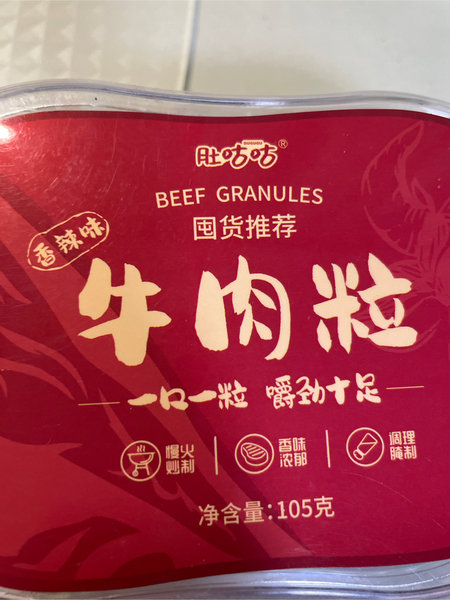 肚咕咕®
BEEF GRANULES
囤货推荐
香辣味
牛肉粒
一口一粒 嚼劲十足
慢火
炒制
香味
浓郁
调理
腌制
净含量:105克